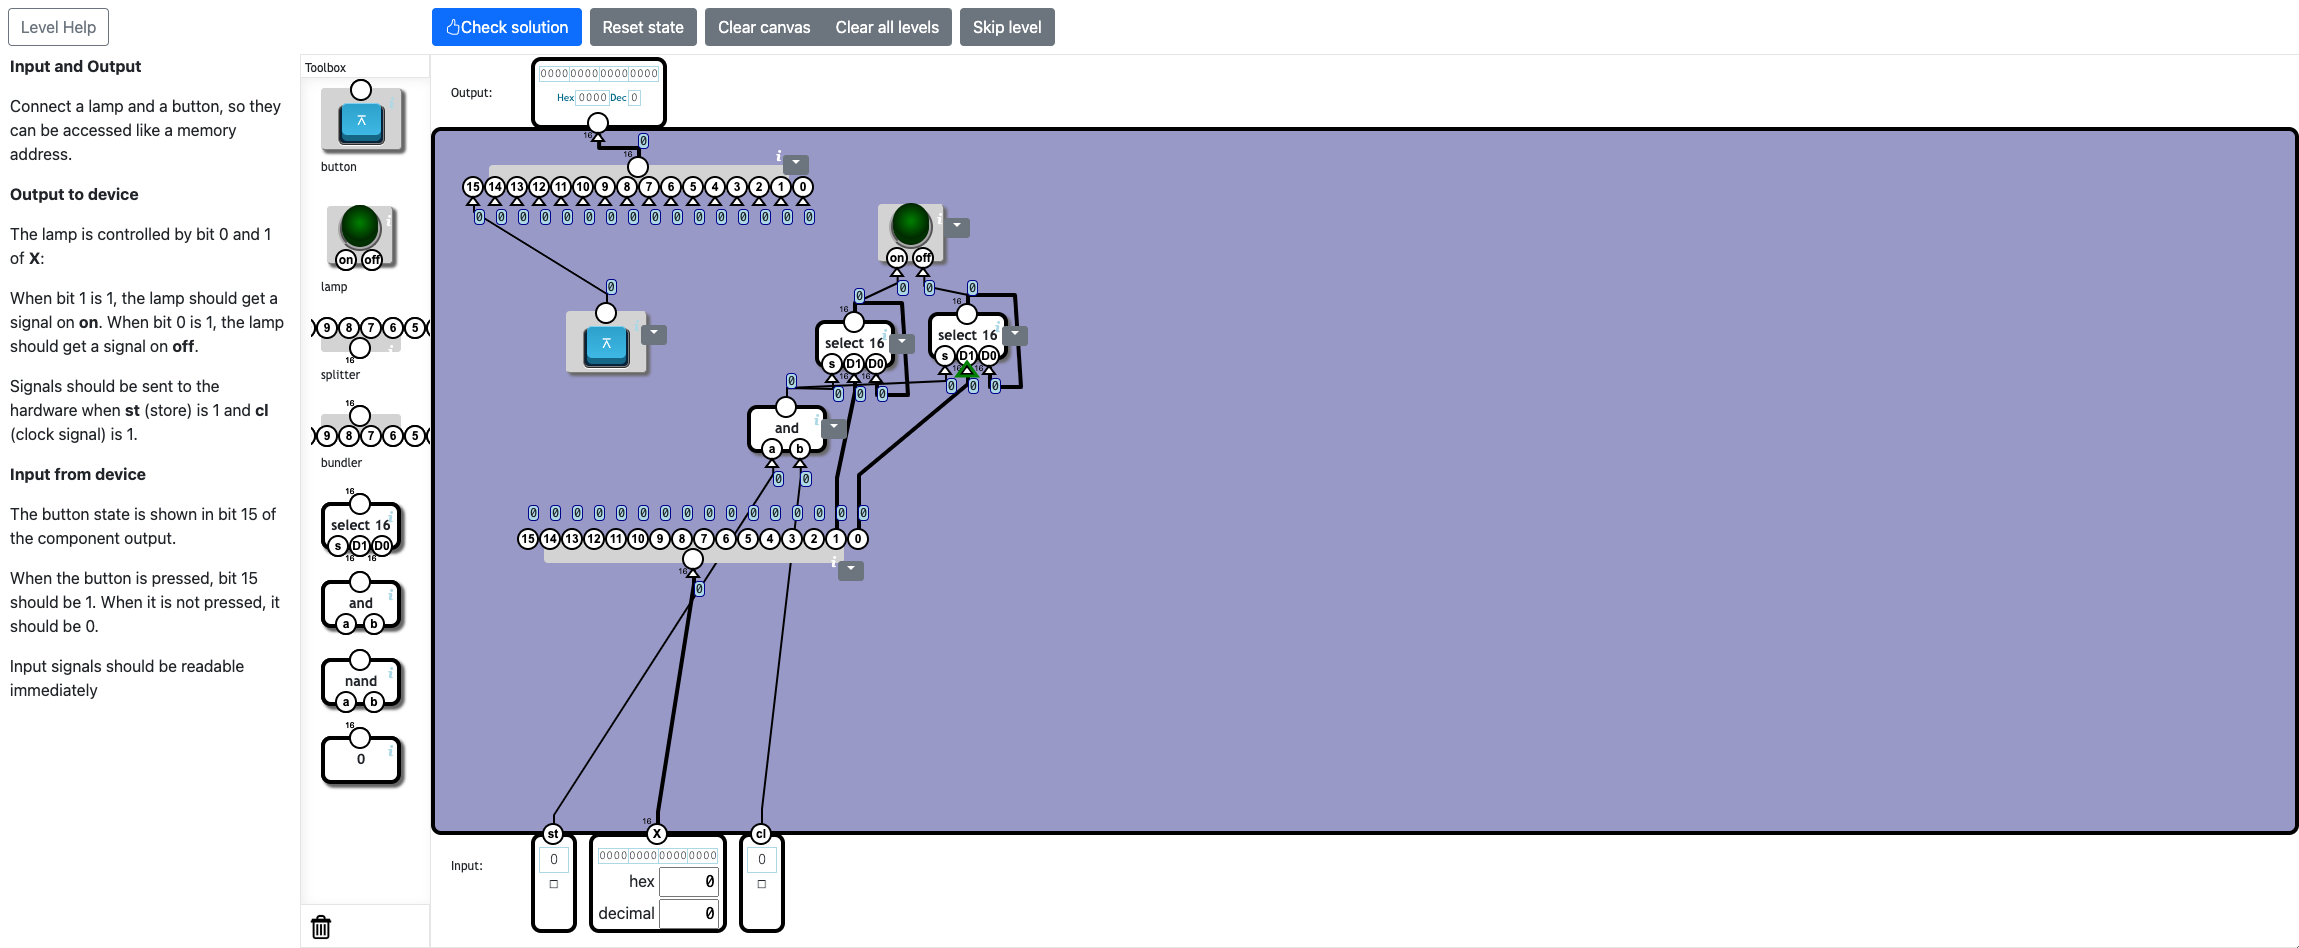 Level Help
Check solution
Reset state
Clear canvas
Clear all levels
Skip level
Input and Output
Connect a lamp and a button, so they
can be accessed like a memory
address.
Output to device
The lamp is controlled by bit 0 and 1
of X:
When bit 1 is 1, the lamp should get a
signal on on. When bit 0 is 1, the lamp
should get a signal on off.
Signals should be sent to the
hardware when st (store) is 1 and cl
(clock signal) is 1.
Input from device
The button state is shown in bit 15 of
the component output.
When the button is pressed, bit 15
should be 1. When it is not pressed, it
should be 0.
Input signals should be readable
immediately
Toolbox
button
on off
lamp
9 8 7 6 5
16
splitter
16
9 8 7 6 5
bundler
16
select 16
s D1 D0
16 16
and
a b
nand
a b
16
0
Output:
0000 0000 0000 0000
Hex 0000 Dec 0
16
0
16
15 14 13 12 11 10 9 8 7 6 5 4 3 2 1 0
0 0 0 0 0 0 0 0 0 0 0 0 0 0 0 0
on off
0 0
0
0 0
16 16
select 16
s D1 D0
16 16
0 0 0
select 16
s D1 D0
16 16
0 0 0
0
and
a b
0 0
0 0 0 0 0 0 0 0 0 0 0 0 0 0 0 0
15 14 13 12 11 10 9 8 7 6 5 4 3 2 1 0
16
0
Input:
st
0
16
X
0000 0000 0000 0000
hex 0
decimal 0
cl
0